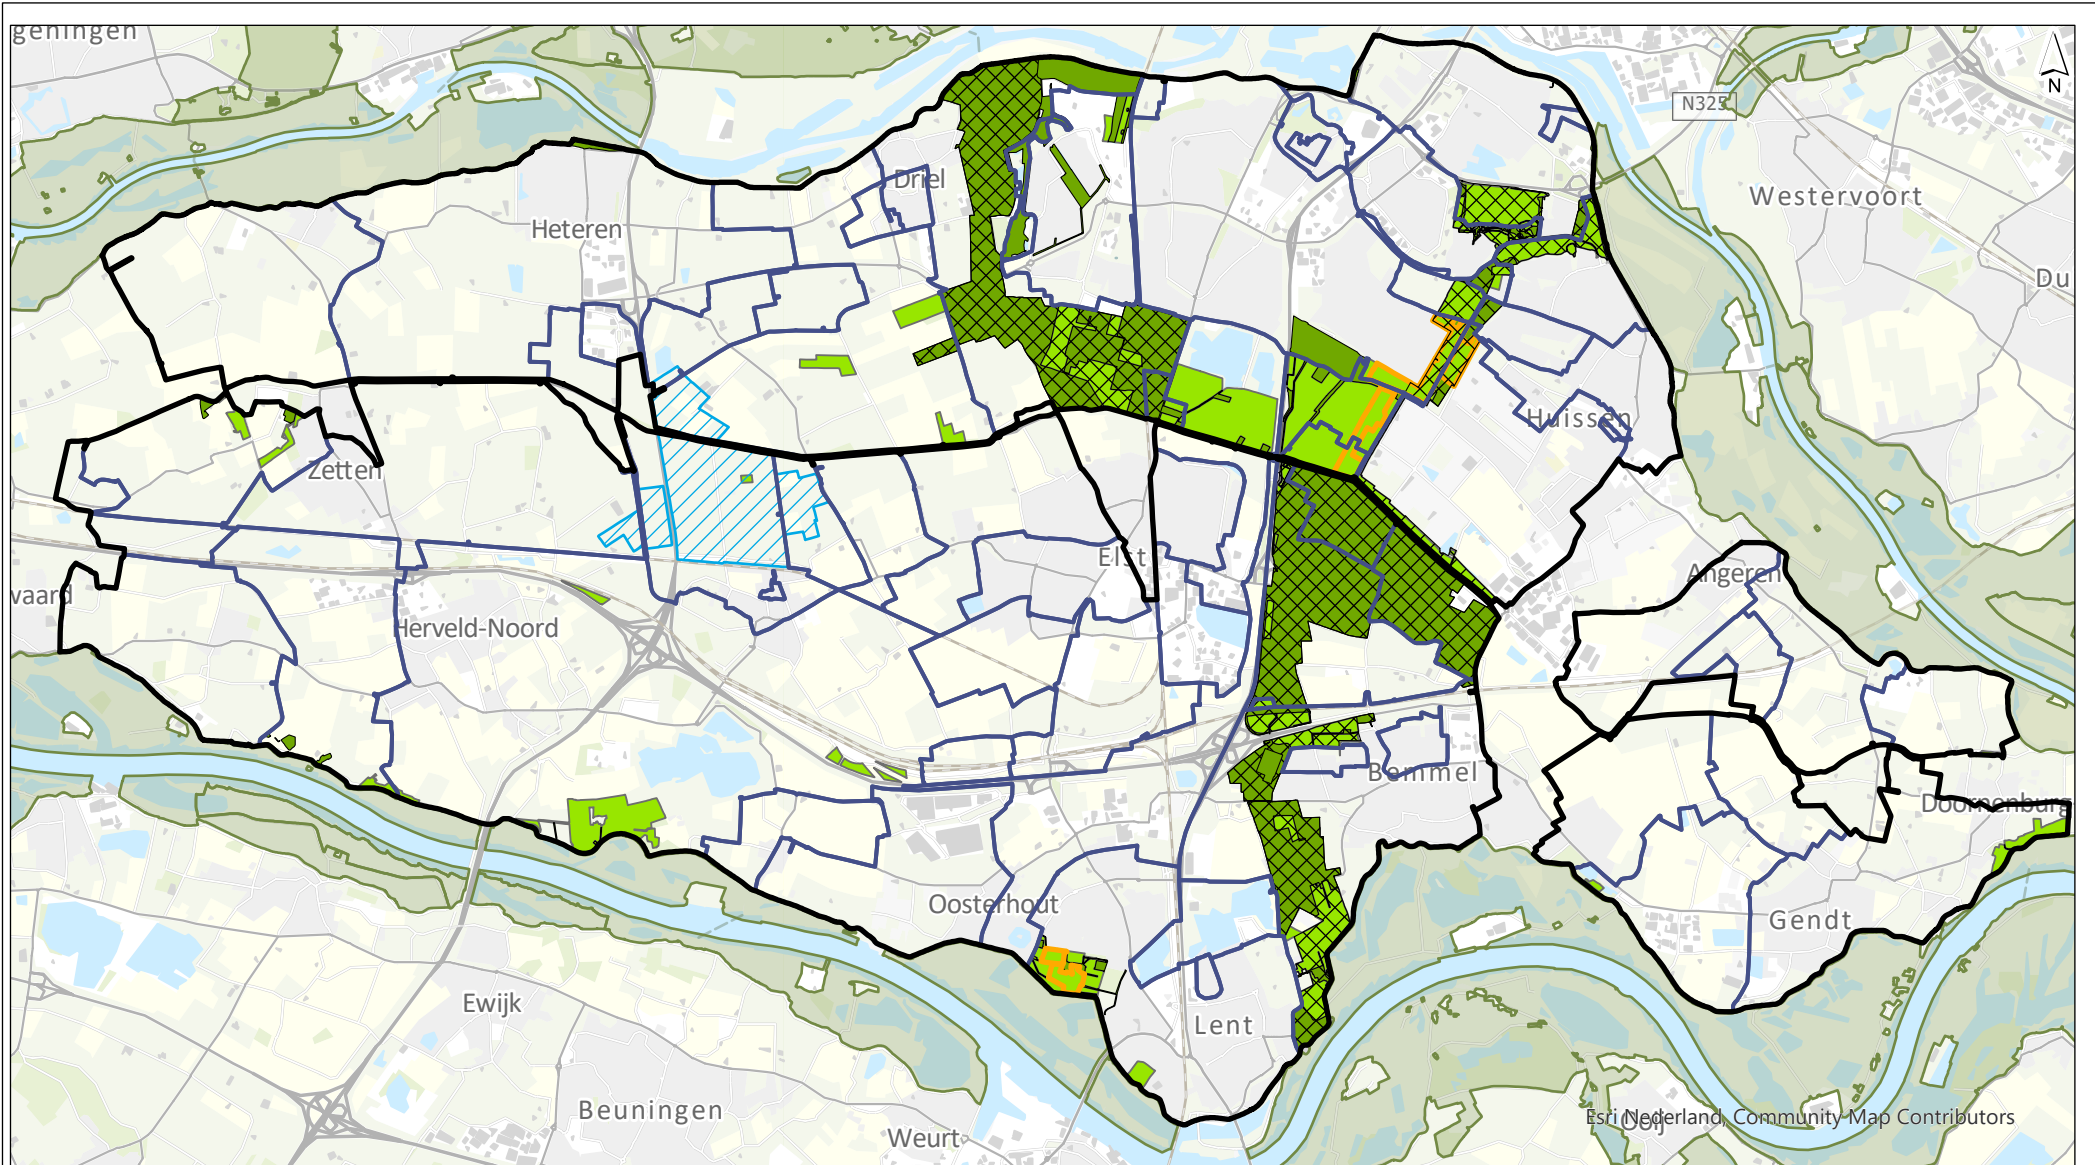 geningen
N
N325
Driel
Westervoort
Heteren
Du
Huissen
Zetten
Elst
Angeren
vaard
Herveld-Noord
Bemmel
Doornenburg
Oosterhout
Gendt
Ewijk
Lent
Beuningen
Esri Nederland, Community Map Contributors
Ooij
Weurt